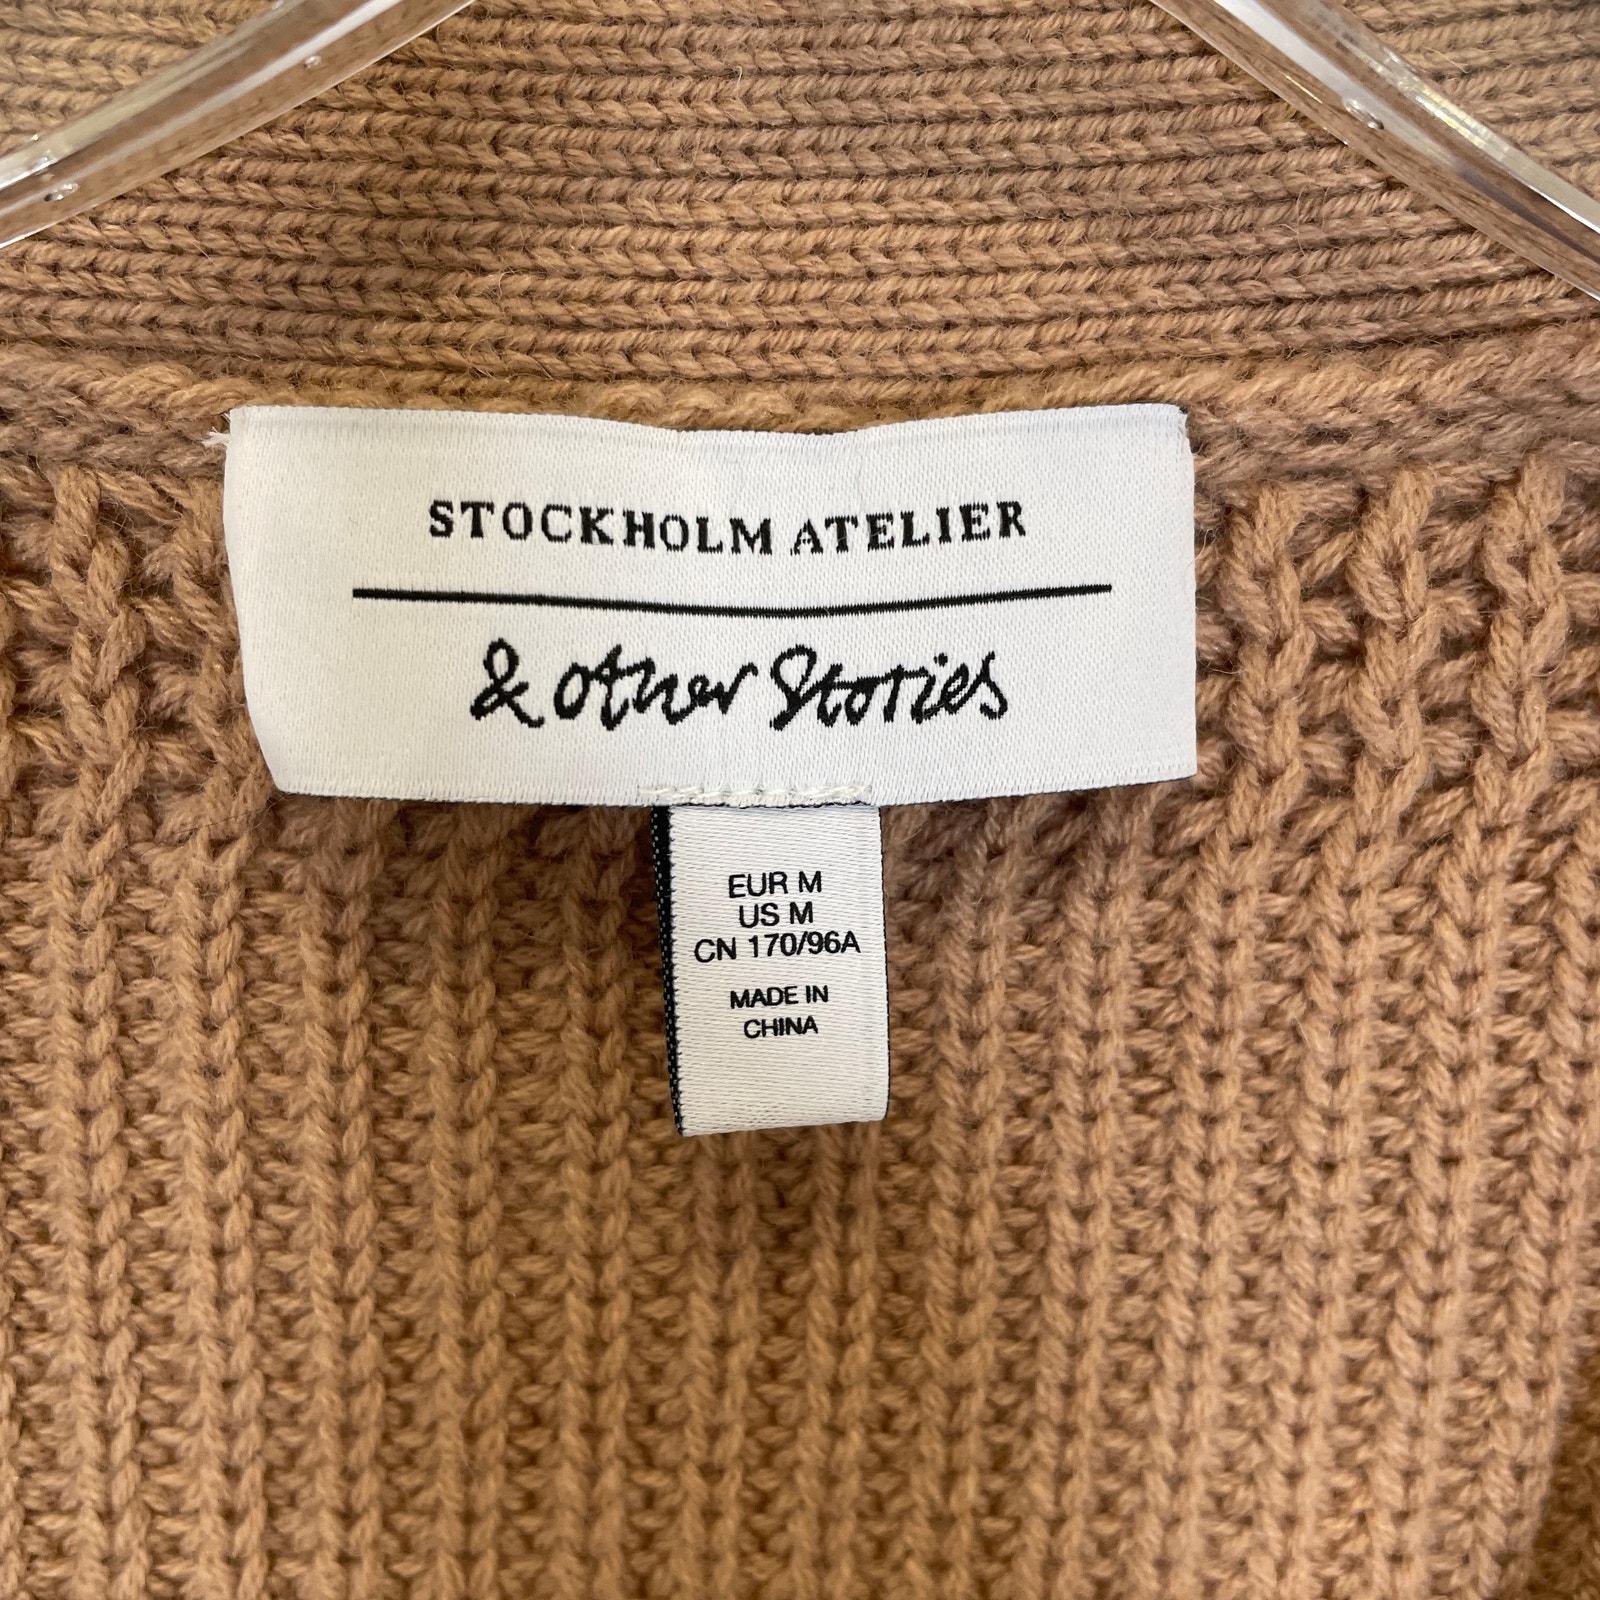 STOCKHOLM ATELIER
& Other Stories
EUR M
US M
CN 170/96A
MADE IN
CHINA